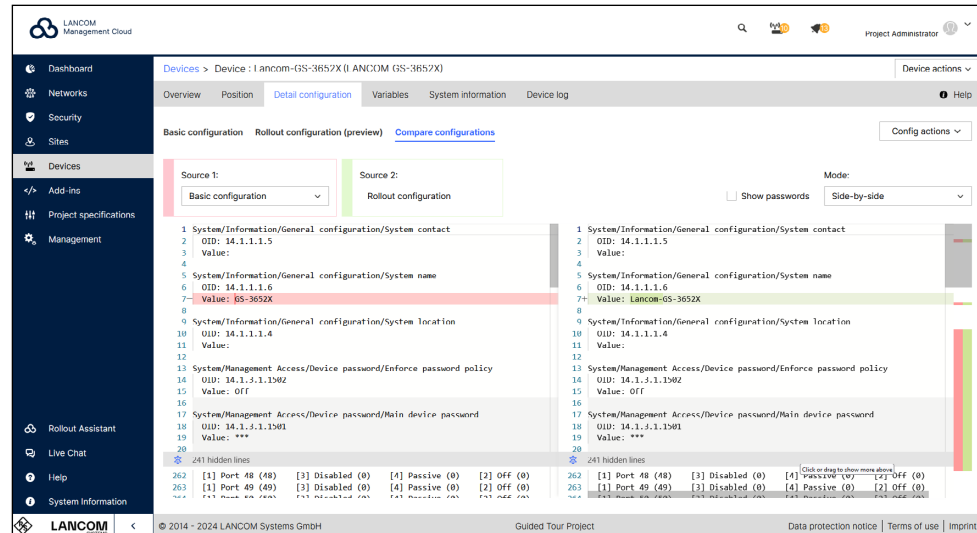 LANCOM
Management Cloud
Project Administrator
Dashboard
Networks
Security
Sites
Devices
Add-ins
Project specifications
Management
Rollout Assistant
Live Chat
Help
System Information
LANCOM
SYSTEMS
Devices > Device : Lancom-GS-3652X (LANCOM GS-3652X)
Device actions
Overview Position Detail configuration Variables System information Device log
Help
Basic configuration Rollout configuration (preview) Compare configurations
Config actions
Source 1:
Basic configuration
Source 2:
Rollout configuration
Show passwords
Mode:
Side-by-side
1 System/Information/General configuration/System contact
2 OID: 14.1.1.1.5
3 Value:
4
5 System/Information/General configuration/System name
6 OID: 14.1.1.1.6
7- Value: GS-3652X
8
9 System/Information/General configuration/System location
10 OID: 14.1.1.1.4
11 Value:
12
13 System/Management Access/Device password/Enforce password policy
14 OID: 14.1.3.1.1502
15 Value: Off
16
17 System/Management Access/Device password/Main device password
18 OID: 14.1.3.1.1501
19 Value: ***
20
241 hidden lines
262 [1] Port 48 (48) [3] Disabled (0) [4] Passive (0) [2] Off (0)
263 [1] Port 49 (49) [3] Disabled (0) [4] Passive (0) [2] Off (0)
1 System/Information/General configuration/System contact
2 OID: 14.1.1.1.5
3 Value:
4
5 System/Information/General configuration/System name
6 OID: 14.1.1.1.6
7+ Value: Lancom-GS-3652X
8
9 System/Information/General configuration/System location
10 OID: 14.1.1.1.4
11 Value:
12
13 System/Management Access/Device password/Enforce password policy
14 OID: 14.1.3.1.1502
15 Value: Off
16
17 System/Management Access/Device password/Main device password
18 OID: 14.1.3.1.1501
19 Value: ***
20
241 hidden lines
Click or drag to show more above
262 [1] Port 48 (48) [3] Disabled (0) [4] Passive (0) [2] Off (0)
263 [1] Port 49 (49) [3] Disabled (0) [4] Passive (0) [2] Off (0)
© 2014 - 2024 LANCOM Systems GmbH
Guided Tour Project
Data protection notice | Terms of use | Imprint